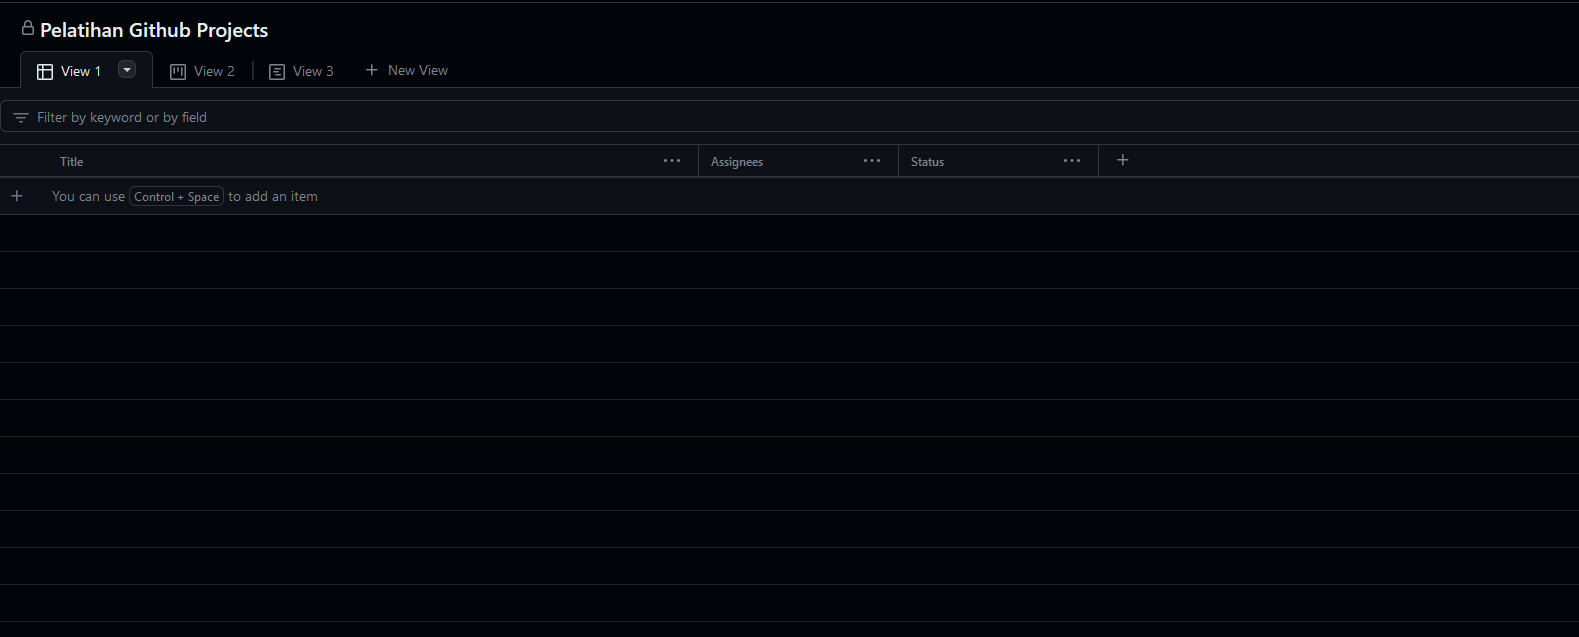 Pelatihan Github Projects
View 1 View 2 View 3 + New View
Filter by keyword or by field
Title ··· Assignees ··· Status ··· +
+ You can use Control + Space to add an item